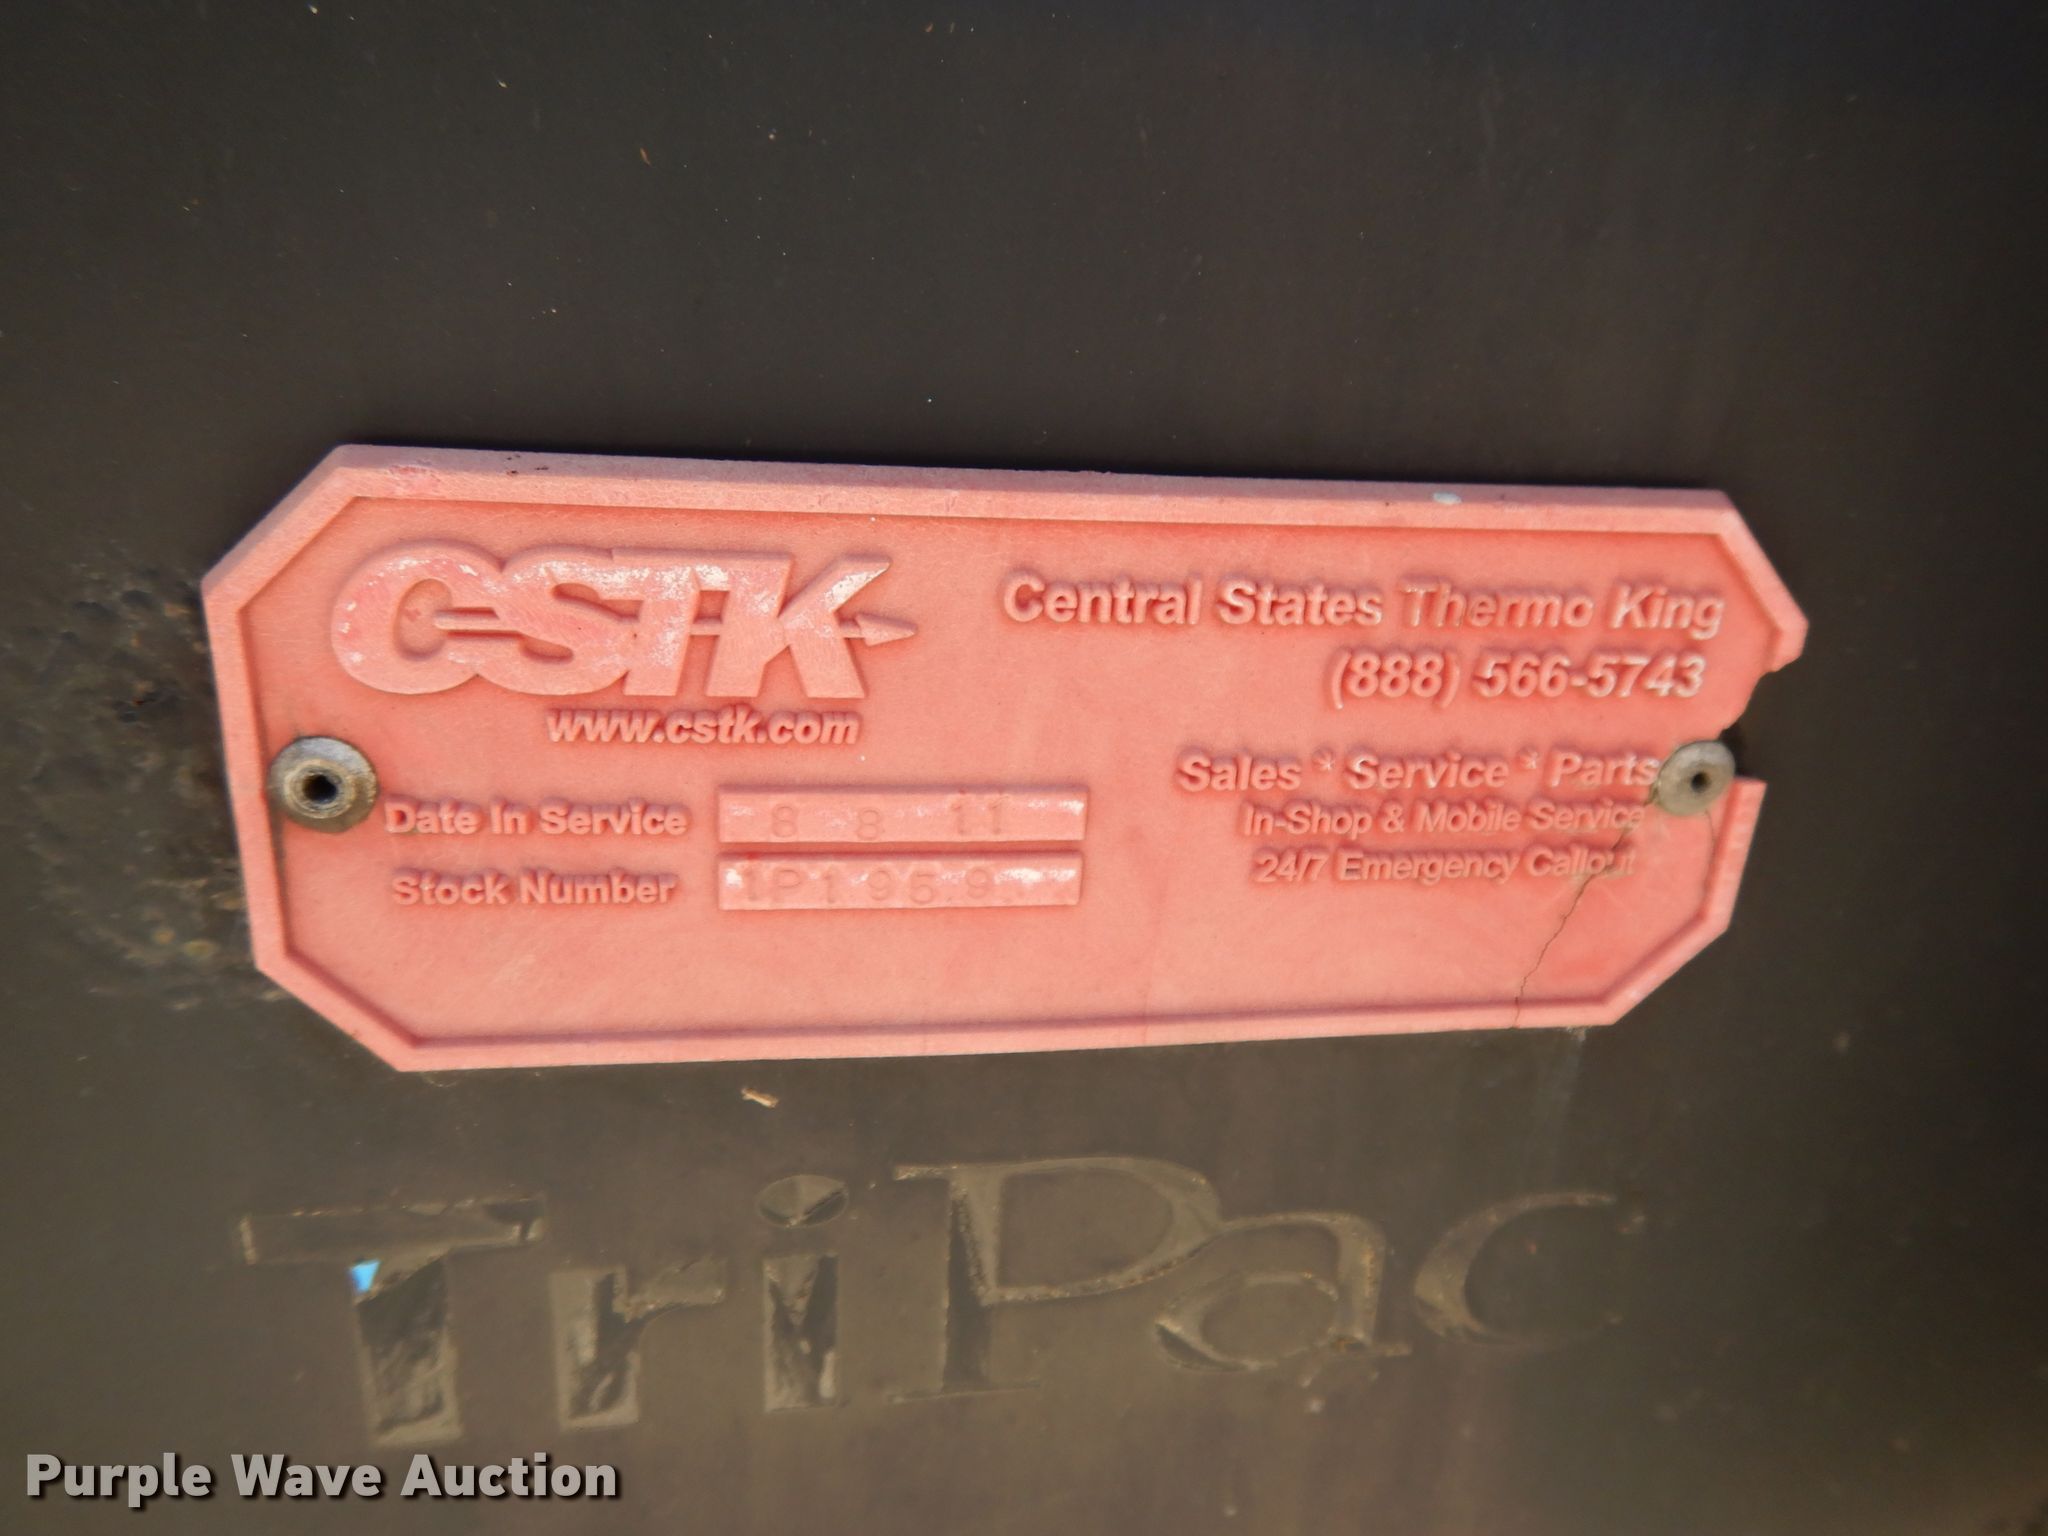 CSTK
www.cstk.com
Central States Thermo King
(888) 566-5743
Sales * Service * Parts
In-Shop & Mobile Service
24/7 Emergency Callout
Date In Service 8 8 11
Stock Number
TriPac
Purple Wave Auction